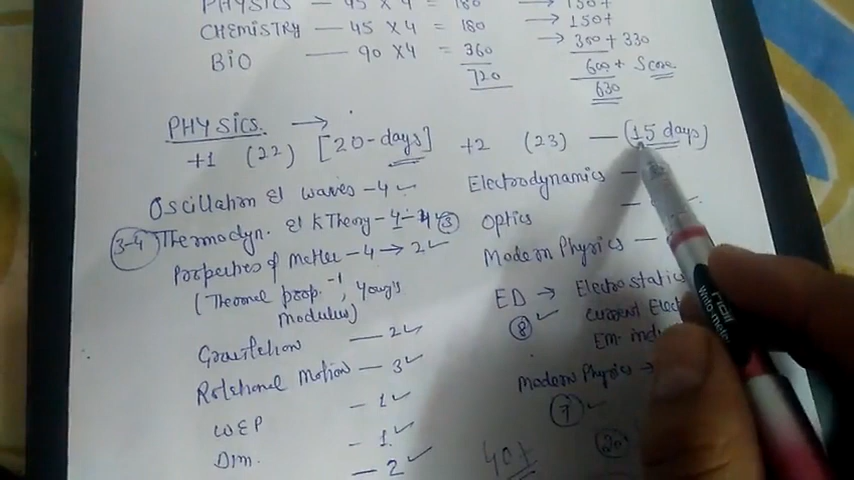 PHYSICS — 45 X 4 = 180 → 150+
CHEMISTRY — 45 X4 = 180 → 150+
BIO — 90 X4 = 360 → 300 + 330
720 600+ Score
630
PHYSICS. → [20-days] +2 (23) — (15 days)
+1 (22)
Oscillation & waves - 4 ✓
Electrodynamics —
3-4 Thermodyn. & K Theory - 4
Optics —
Properties of Matter - 4 → 2 ✓
Modern Physics —
(Thermal prop. -1, Young's
Modulus)
ED → Electrostatic
8 ✓ Current Elect
EM. ind
Gravitation — 2 ✓
Rotational Motion — 3 ✓
Modern Physics →
7 ✓
WEP — 1 ✓
Dim. — 1 ✓
— 2 ✓
40+